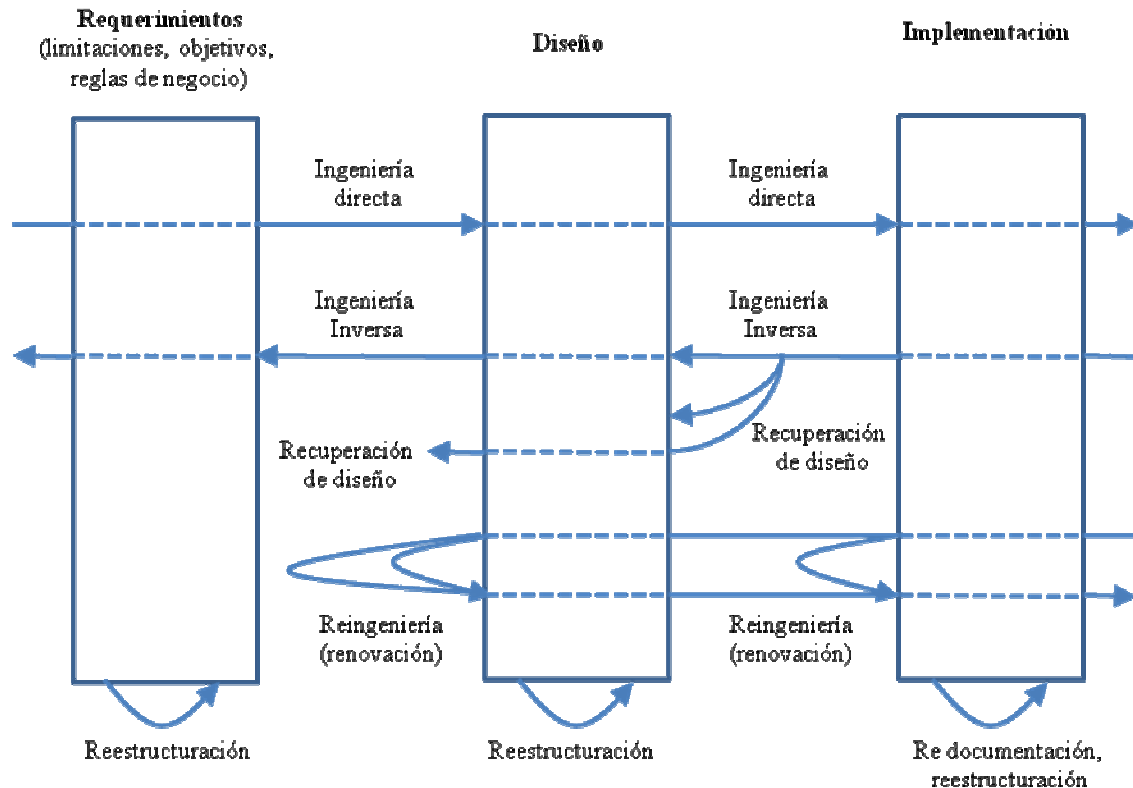 Requerimientos
(limitaciones, objetivos,
reglas de negocio)
Diseño
Implementación
Ingeniería
directa
Ingeniería
directa
Ingeniería
Inversa
Ingeniería
Inversa
Recuperación
de diseño
Recuperación
de diseño
Reingeniería
(renovación)
Reingeniería
(renovación)
Reestructuración
Reestructuración
Re documentación,
reestructuración